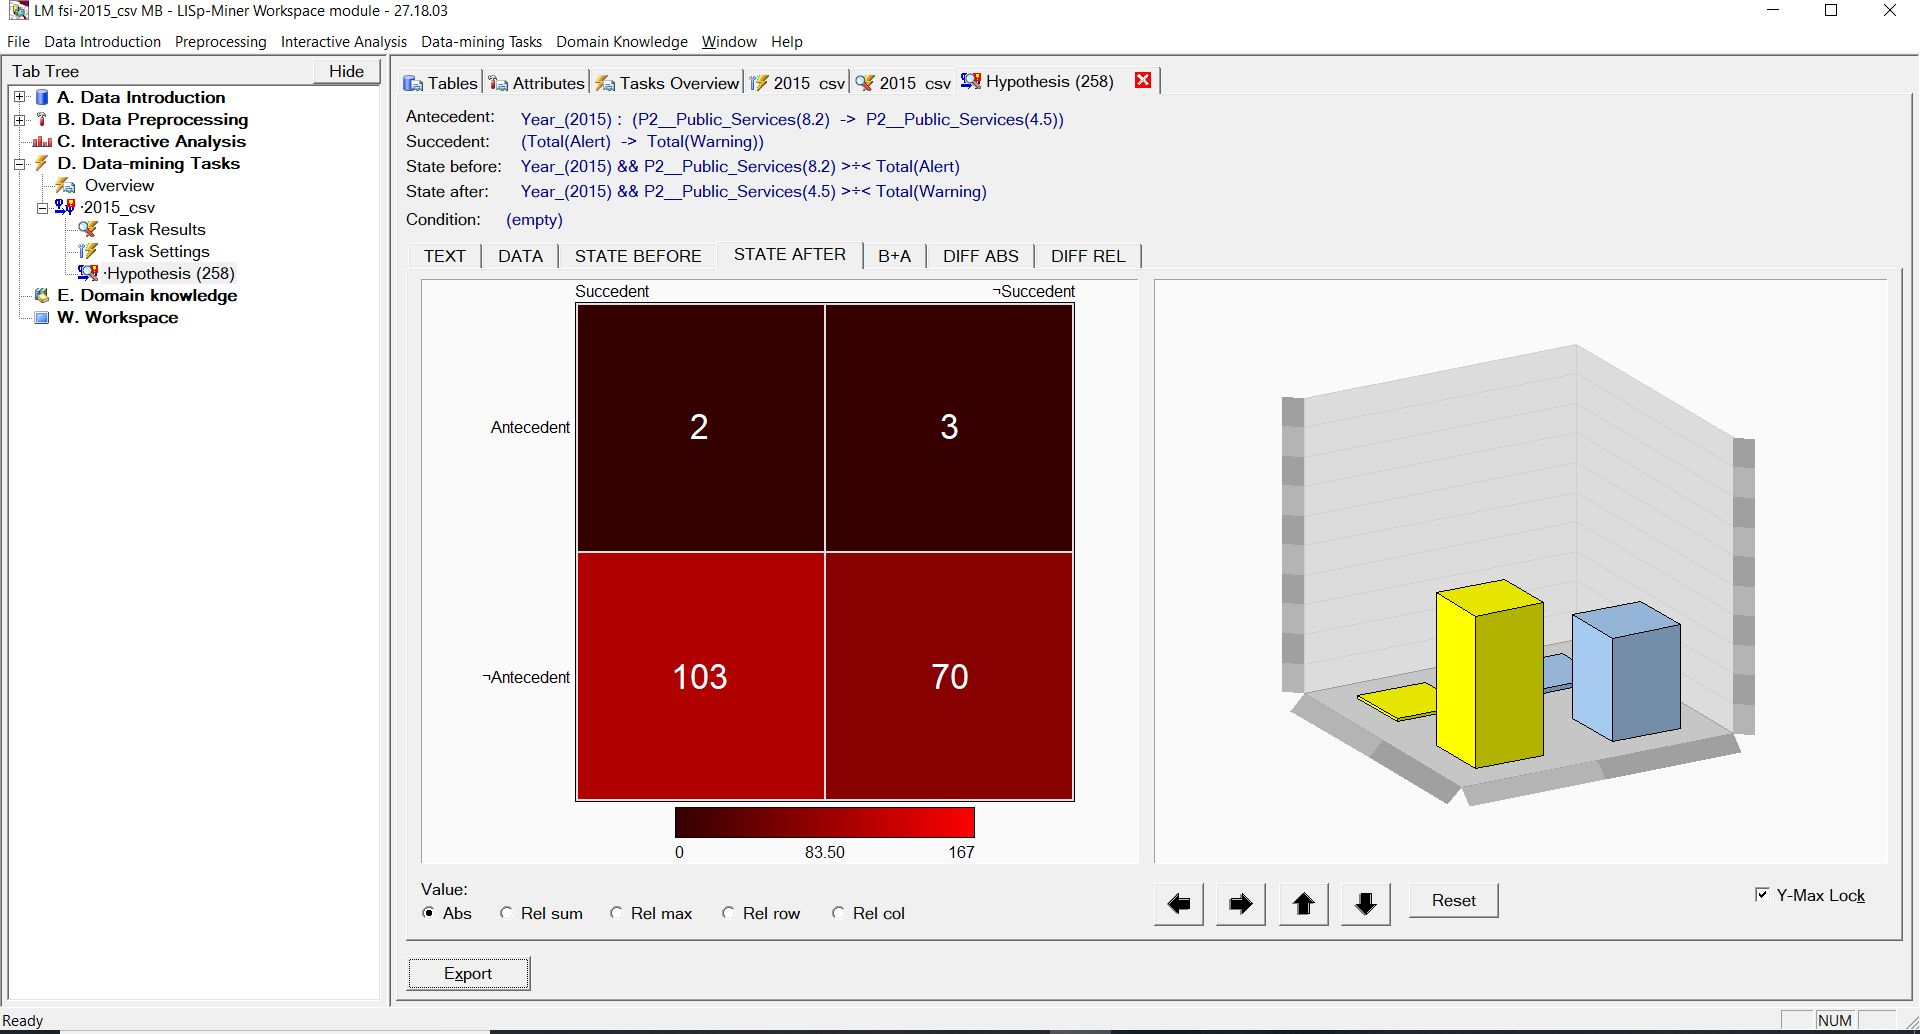 LM fsi-2015_csv MB - LISp-Miner Workspace module - 27.18.03
File Data Introduction Preprocessing Interactive Analysis Data-mining Tasks Domain Knowledge Window Help
Tab Tree
Hide
A. Data Introduction
B. Data Preprocessing
C. Interactive Analysis
D. Data-mining Tasks
Overview
·2015_csv
Task Results
Task Settings
·Hypothesis (258)
E. Domain knowledge
W. Workspace
Tables Attributes Tasks Overview 2015 csv 2015 csv Hypothesis (258)
Antecedent: Year_(2015) : (P2__Public_Services(8.2) -> P2__Public_Services(4.5))
Succedent: (Total(Alert) -> Total(Warning))
State before: Year_(2015) && P2__Public_Services(8.2) >÷< Total(Alert)
State after: Year_(2015) && P2__Public_Services(4.5) >÷< Total(Warning)
Condition: (empty)
TEXT DATA STATE BEFORE STATE AFTER B+A DIFF ABS DIFF REL
Succedent ¬Succedent
Antecedent 2 3
¬Antecedent 103 70
0 83.50 167
Value:
Abs Rel sum Rel max Rel row Rel col
Reset
Y-Max Lock
Export
Ready
NUM